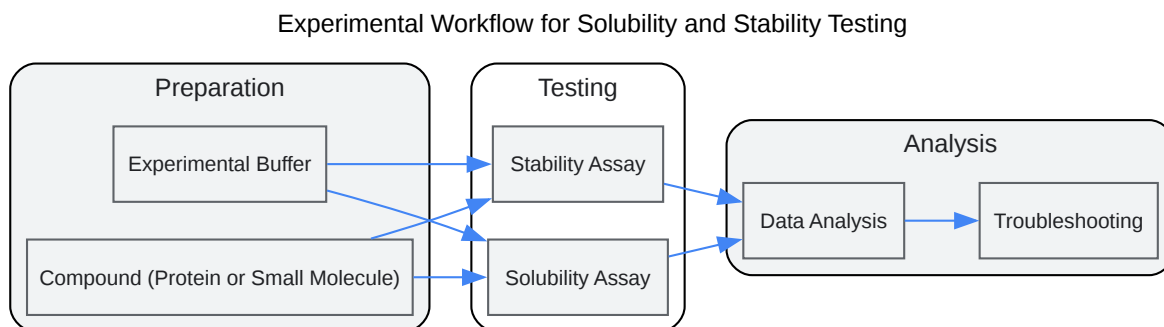 Experimental Workflow for Solubility and Stability Testing
Preparation
Experimental Buffer
Compound (Protein or Small Molecule)
Testing
Stability Assay
Solubility Assay
Analysis
Data Analysis
Troubleshooting